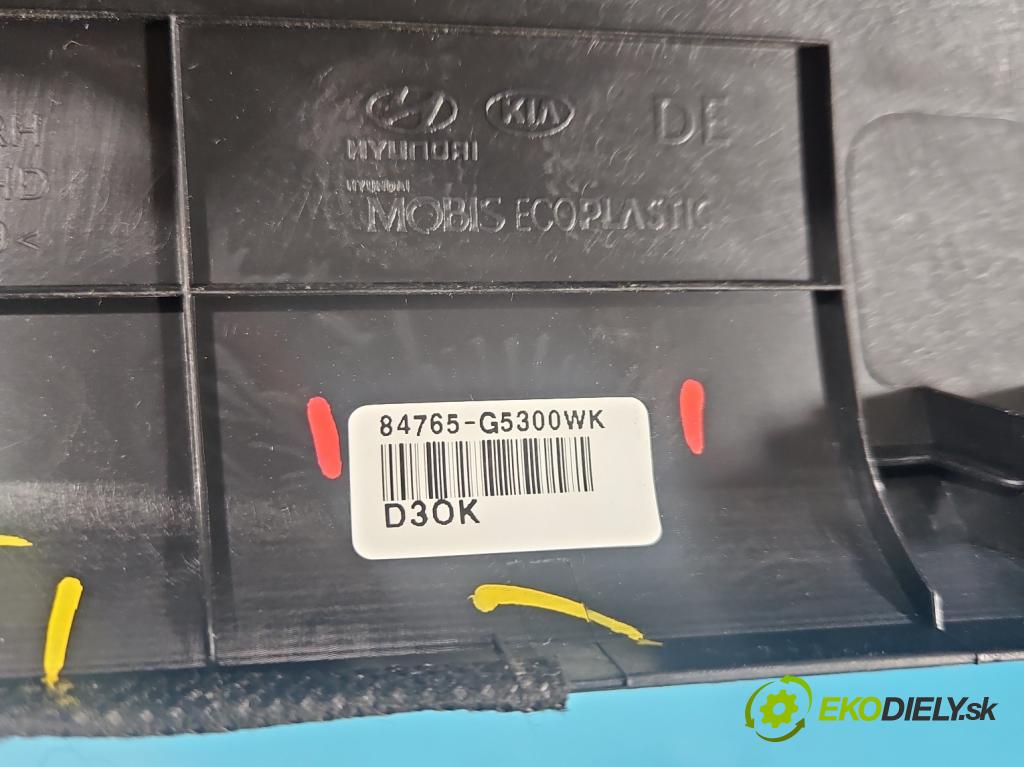 RH
HD
KIA
DE
HYUNDAI
HYUNDAI
MOBIS ECOPLASTIC
84765-G5300WK
D3OK
EKODIELY.sk